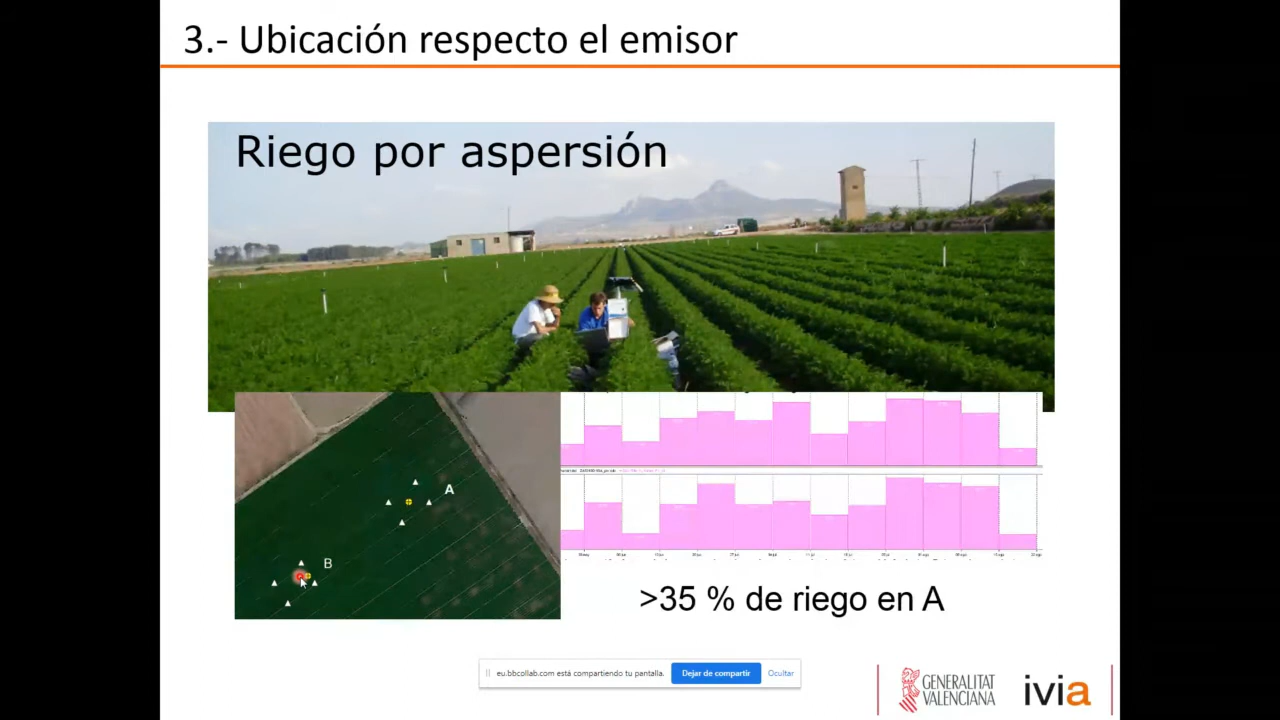 3.- Ubicación respecto el emisor
Riego por aspersión
A
B
>35 % de riego en A
eu.bbcollab.com está compartiendo tu pantalla.
Dejar de compartir
Ocultar
GENERALITAT
VALENCIANA
ivia